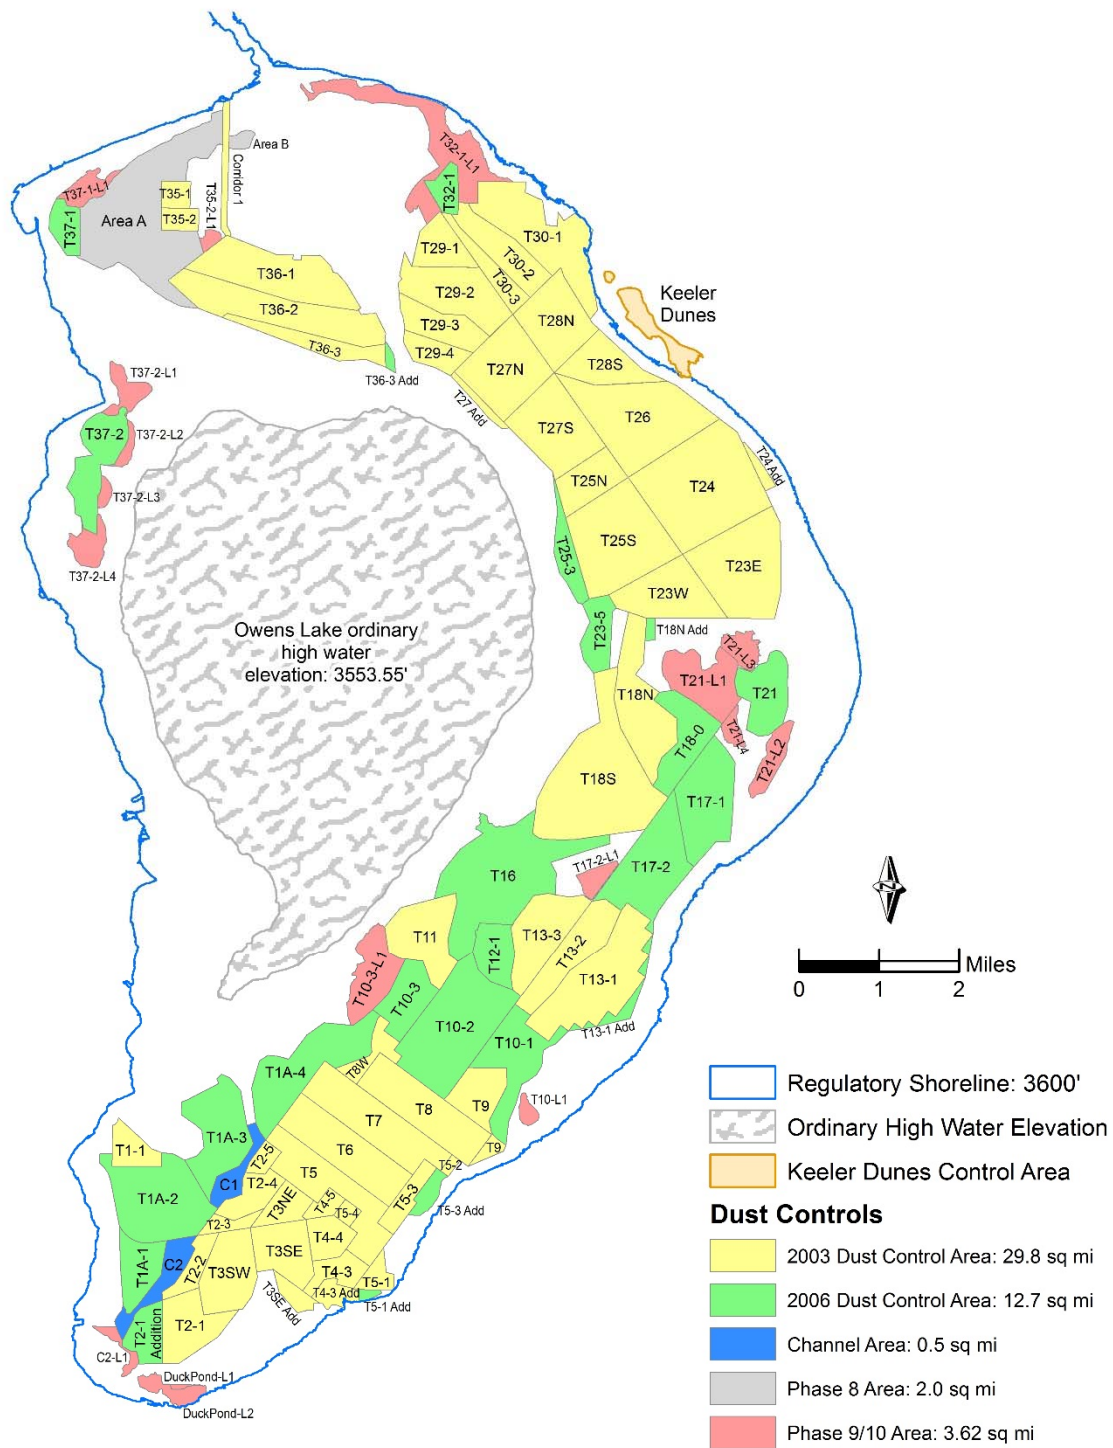 Area B
Corridor 1
T32-1-L1
T37-1-L1
T35-1
T35-2-L1
T32-1
T35-2
Area A
T37-1
T30-1
T29-1
T30-2
T36-1
T30-3
T29-2
Keeler
Dunes
T36-2
T28N
T29-3
T36-3
T29-4
T28S
T27N
T36-3 Add
T37-2-L1
T27 Add
T26
T37-2
T37-2-L2
T27S
T24 Add
T25N
T24
T37-2-L3
T25S
T25-3
T23E
T37-2-L4
T23W
Owens Lake ordinary
high water
elevation: 3553.55'
T23-5
T18N Add
T21-L3
T21-L1
T18N
T21
T21-L4
T18-0
T21-L2
T18S
T17-1
T17-2-L1
T17-2
T16
T11
T13-3
T13-2
T12-1
T10-3-L1
T13-1
T10-3
T10-2
T13-1 Add
T10-1
Miles
0
1
2
T8W
T1A-4
T8
T9
T10-L1
T7
T1A-3
T6
T1-1
T2-5
T9
T5-2
T5
C1
T2-4
T5-3
T1A-2
T3NE
T4-5
T5-4
T5-3 Add
T2-3
T4-4
T3SE
C2
T2-2
T1A-1
T3SW
T4-3
T5-1
T4-3 Add
T3SE Add
T5-1 Add
T2-1
Addition
T2-1
C2-L1
DuckPond-L1
DuckPond-L2
Regulatory Shoreline: 3600'
Ordinary High Water Elevation
Keeler Dunes Control Area
Dust Controls
2003 Dust Control Area: 29.8 sq mi
2006 Dust Control Area: 12.7 sq mi
Channel Area: 0.5 sq mi
Phase 8 Area: 2.0 sq mi
Phase 9/10 Area: 3.62 sq mi
N